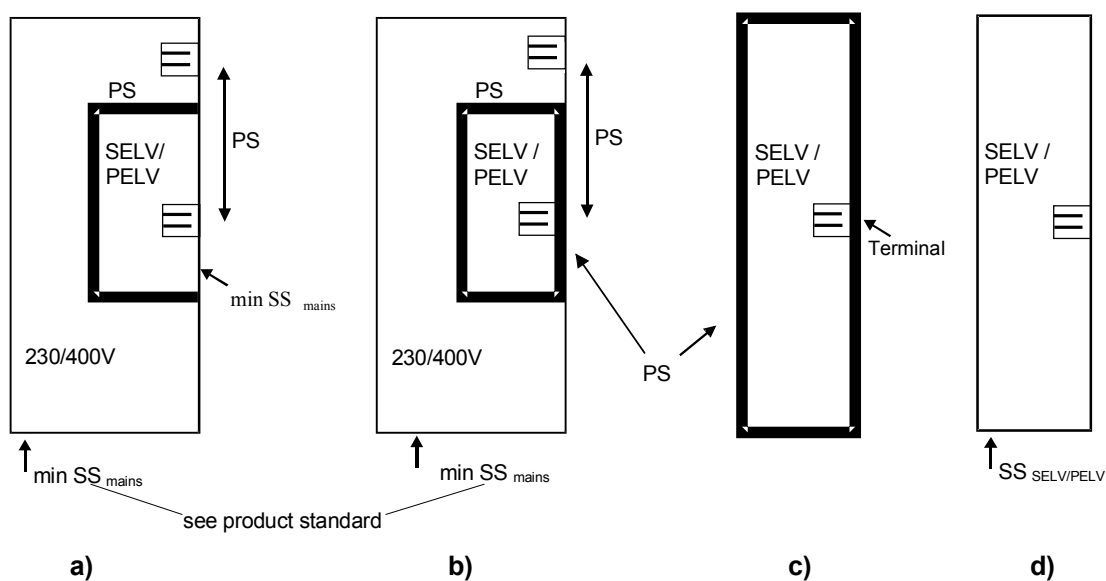 PS
PS
SELV/
PELV
min SS mains
230/400V
min SS mains
PS
PS
SELV /
PELV
230/400V
min SS mains
PS
see product standard
SELV /
PELV
Terminal
SELV /
PELV
SS SELV/PELV
a)
b)
c)
d)